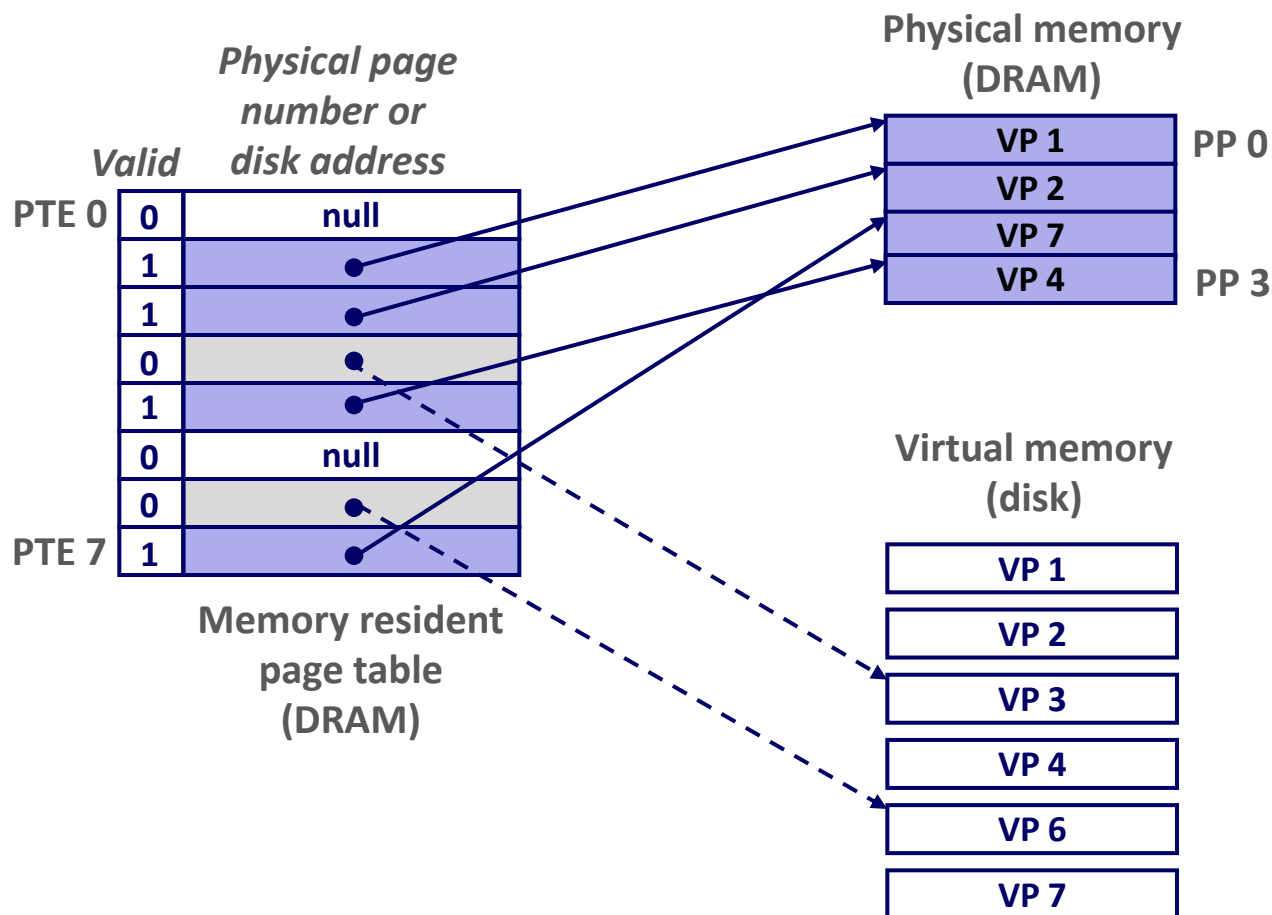 Physical page
number or
disk address
Valid
PTE 0
0
null
1
1
0
1
0
null
0
PTE 7
1
Memory resident
page table
(DRAM)
Physical memory
(DRAM)
VP 1
PP 0
VP 2
VP 7
VP 4
PP 3
Virtual memory
(disk)
VP 1
VP 2
VP 3
VP 4
VP 6
VP 7